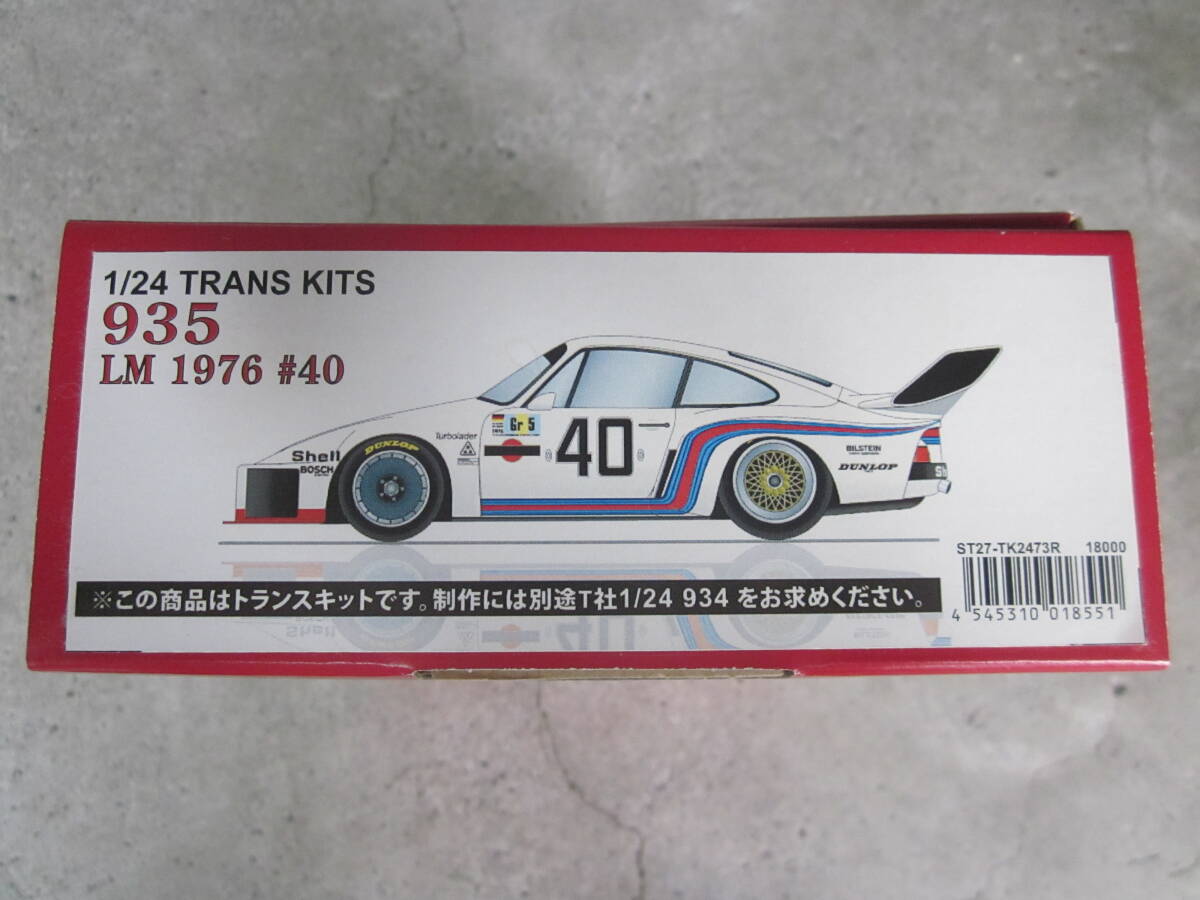 1/24 TRANS KITS
935
LM 1976 #40
Gr 5
Turbolader
Shell
BOSCH
DUNLOP
40
BILSTEIN
DUNLOP
Sh
ST27-TK2473R 18000
※この商品はトランスキットです。制作には別途T社1/24 934 をお求めください。
4 545310 018551